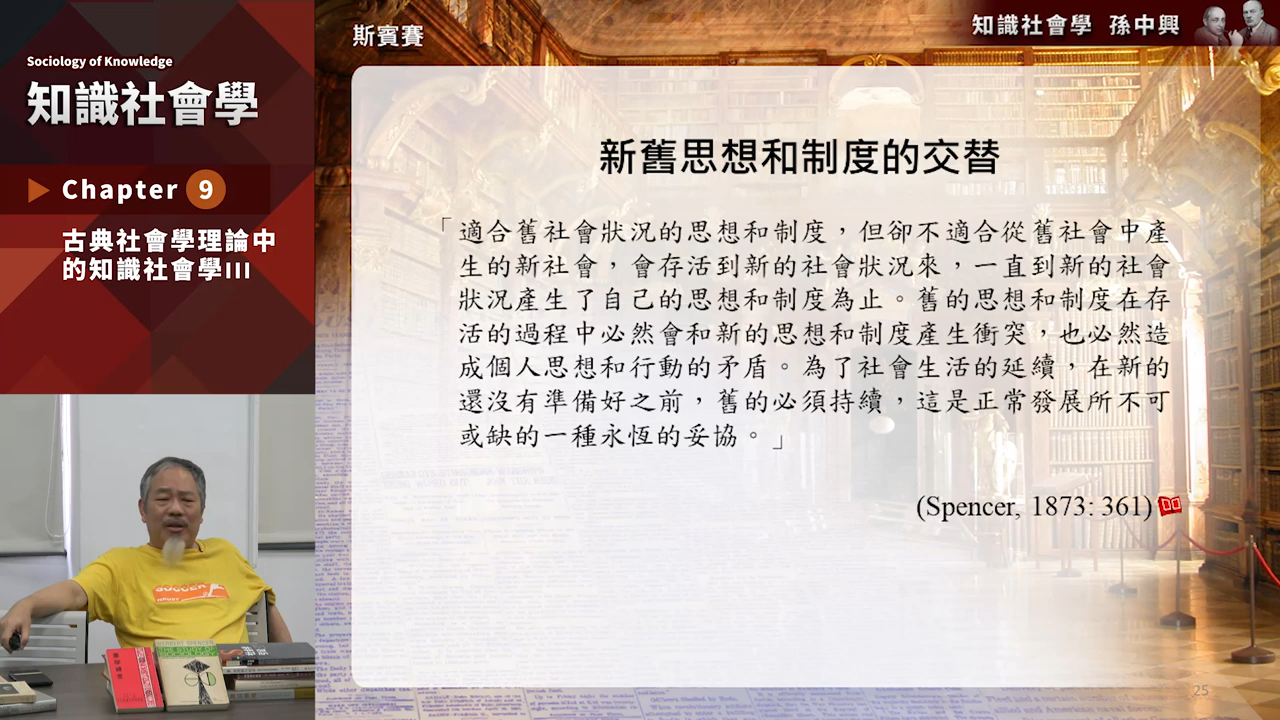 Sociology of Knowledge
知識社會學
Chapter 9
古典社會學理論中
的知識社會學III
斯賓賽
知識社會學 孫中興
新舊思想和制度的交替
「適合舊社會狀況的思想和制度，但卻不適合從舊社會中產
生的新社會，會存活到新的社會狀況來，一直到新的社會
狀況產生了自己的思想和制度為止。舊的思想和制度在存
活的過程中必然會和新的思想和制度產生衝突，也必然造
成個人思想和行動的矛盾。為了社會生活的延續，在新的
還沒有準備好之前，舊的必須持續，這是正常發展所不可
或缺的一種永恆的妥協。」
(Spencer, 1873: 361)
25
SOCCER
HERBERT SPENCER